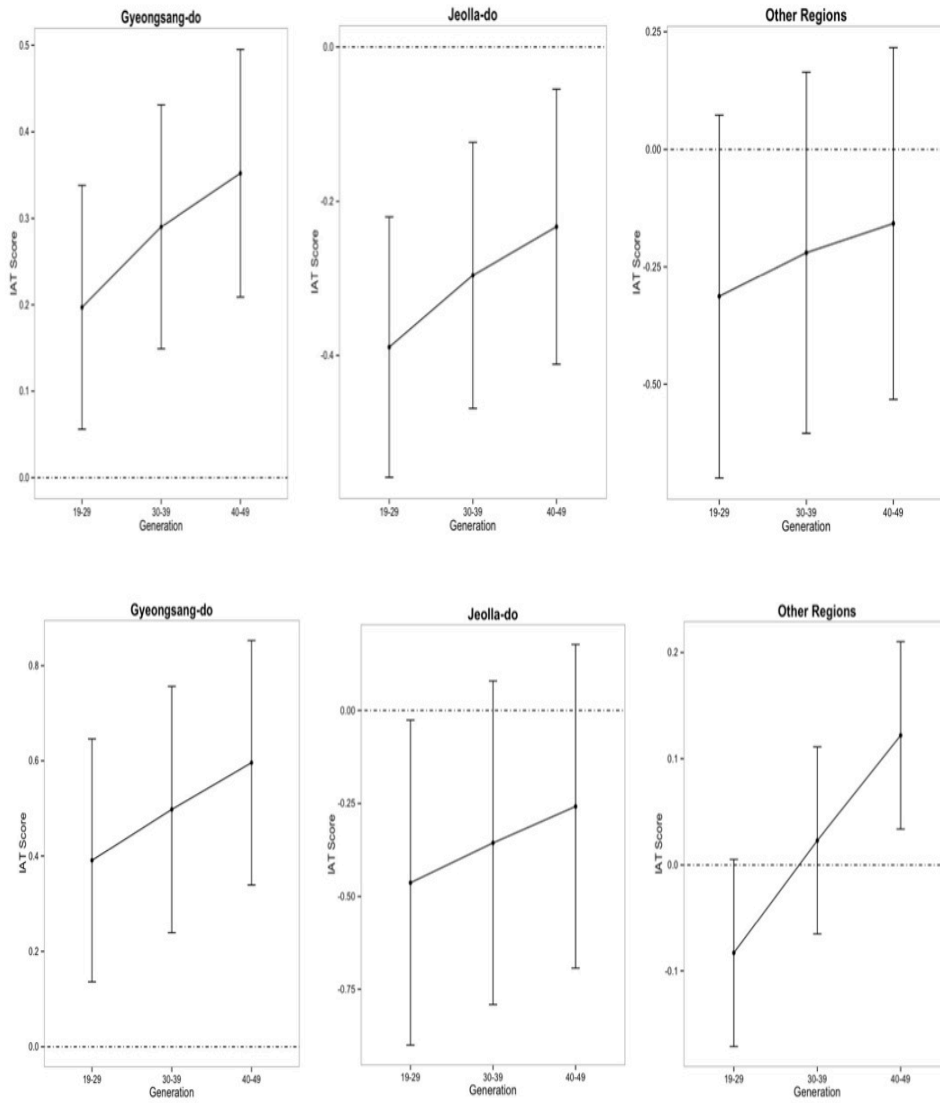 Gyeongsang-do
0.5
0.4
0.3
0.2
0.1
0.0
IAT Score
19-29 30-39 40-49
Generation
Jeolla-do
0.0
-0.2
-0.4
IAT Score
19-29 30-39 40-49
Generation
Other Regions
0.25
0.00
-0.25
-0.50
IAT Score
19-29 30-39 40-49
Generation
Gyeongsang-do
0.8
0.6
0.4
0.2
0.0
IAT Score
19-29 30-39 40-49
Generation
Jeolla-do
0.00
-0.25
-0.50
-0.75
IAT Score
19-29 30-39 40-49
Generation
Other Regions
0.2
0.1
0.0
-0.1
IAT Score
19-29 30-39 40-49
Generation